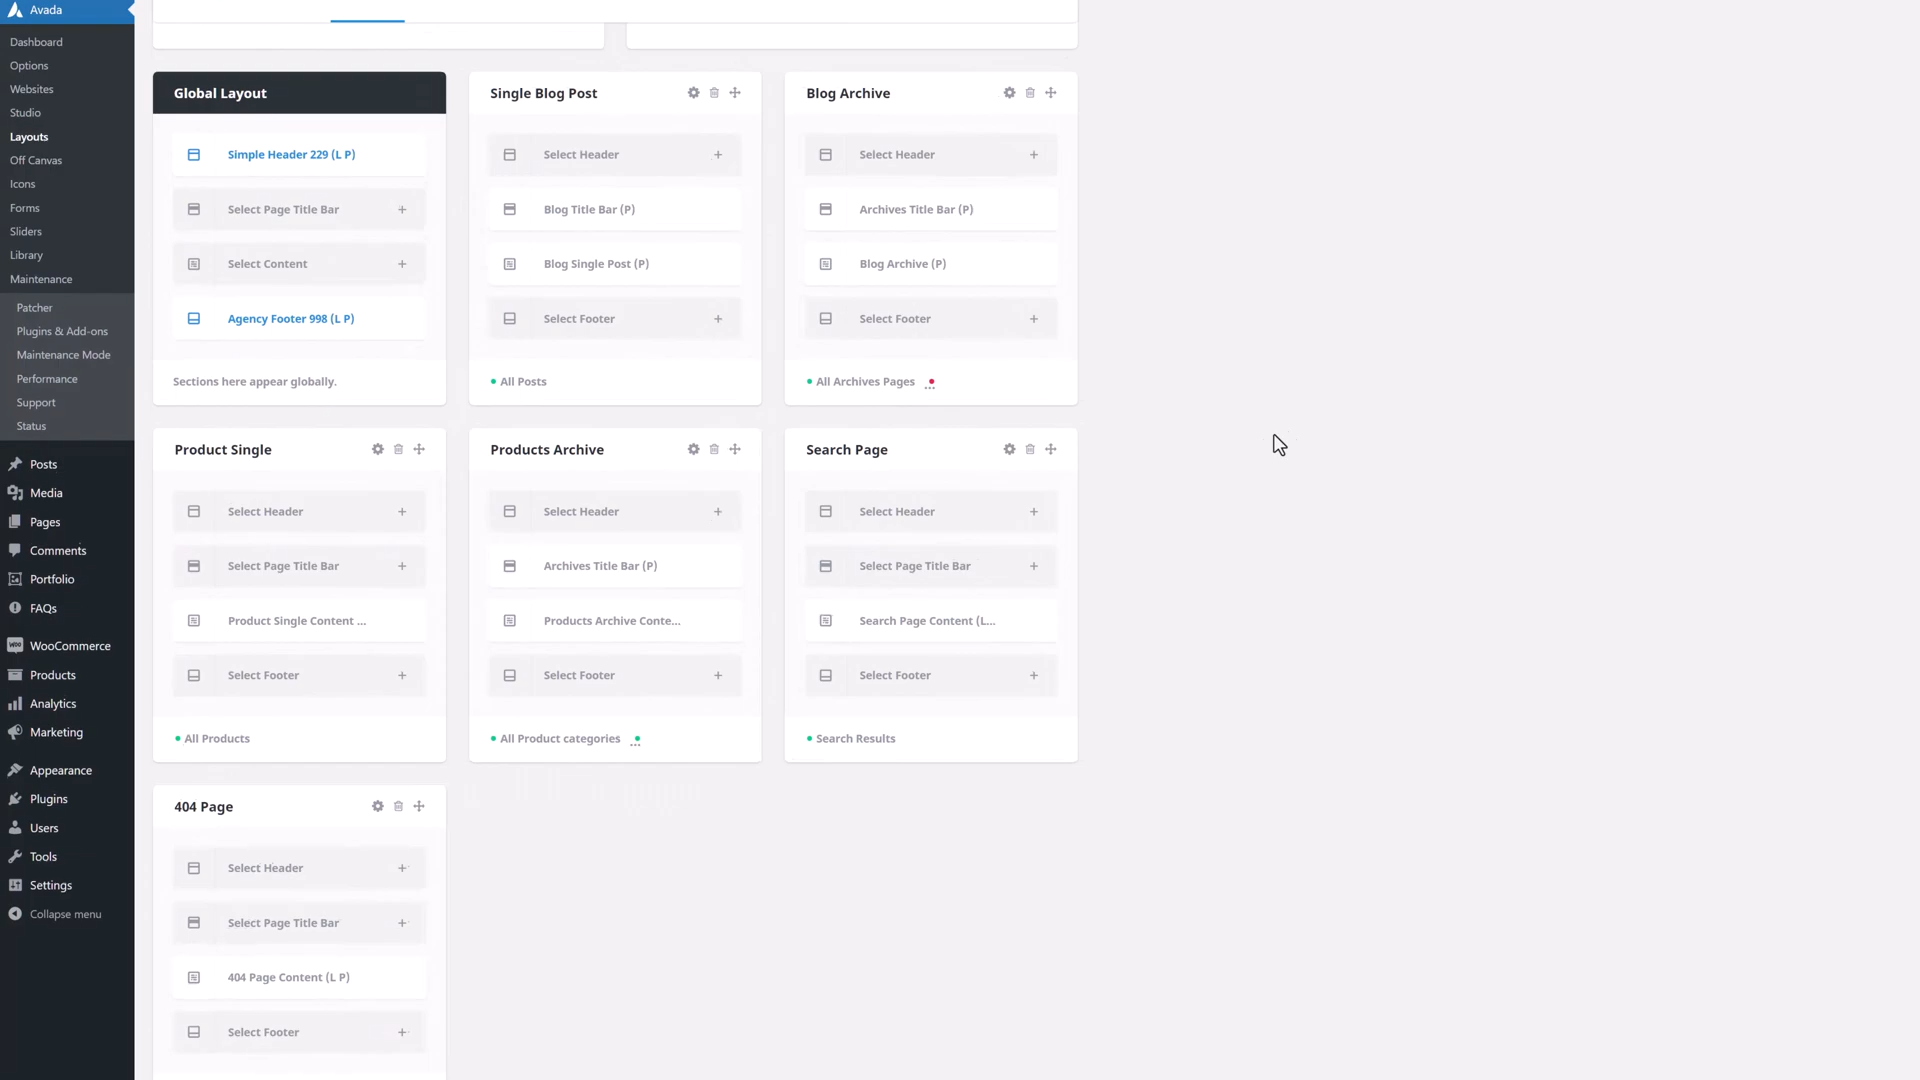 Avada
Dashboard
Options
Websites
Studio
Layouts
Off Canvas
Icons
Forms
Sliders
Library
Maintenance
Patcher
Plugins & Add-ons
Maintenance Mode
Performance
Support
Status
Posts
Media
Pages
Comments
Portfolio
FAQs
WooCommerce
Products
Analytics
Marketing
Appearance
Plugins
Users
Tools
Settings
Collapse menu
Global Layout
Simple Header 229 (L P)
Select Page Title Bar
Select Content
Agency Footer 998 (L P)
Sections here appear globally.
Single Blog Post
Select Header
Blog Title Bar (P)
Blog Single Post (P)
Select Footer
All Posts
Blog Archive
Select Header
Archives Title Bar (P)
Blog Archive (P)
Select Footer
All Archives Pages ...
Product Single
Select Header
Select Page Title Bar
Product Single Content ...
Select Footer
All Products
Products Archive
Select Header
Archives Title Bar (P)
Products Archive Conte...
Select Footer
All Product categories ...
Search Page
Select Header
Select Page Title Bar
Search Page Content (L...
Select Footer
Search Results
404 Page
Select Header
Select Page Title Bar
404 Page Content (L P)
Select Footer